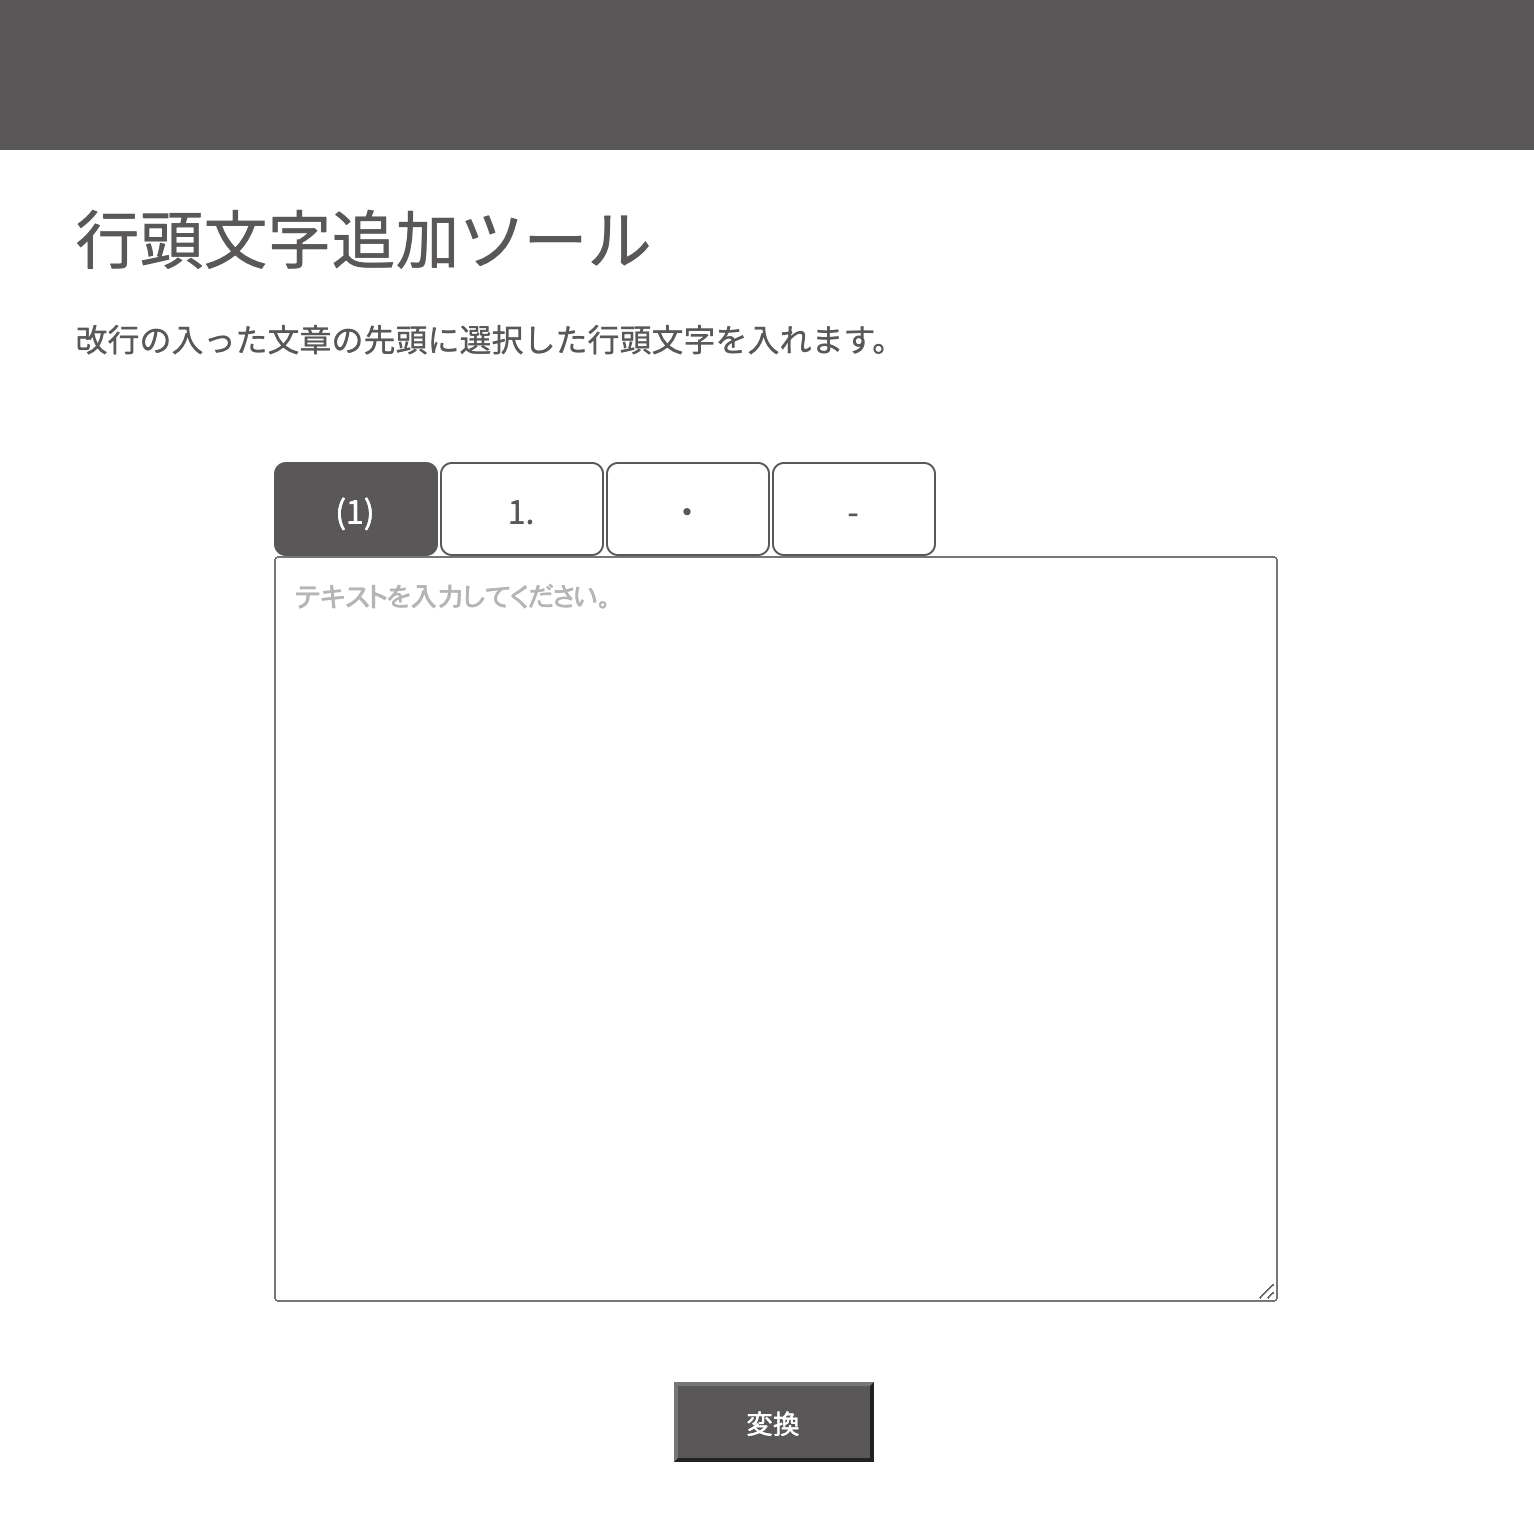 行頭文字追加ツール
改行の入った文章の先頭に選択した行頭文字を入れます。
(1) 1. ・ -
テキストを入力してください。
変換